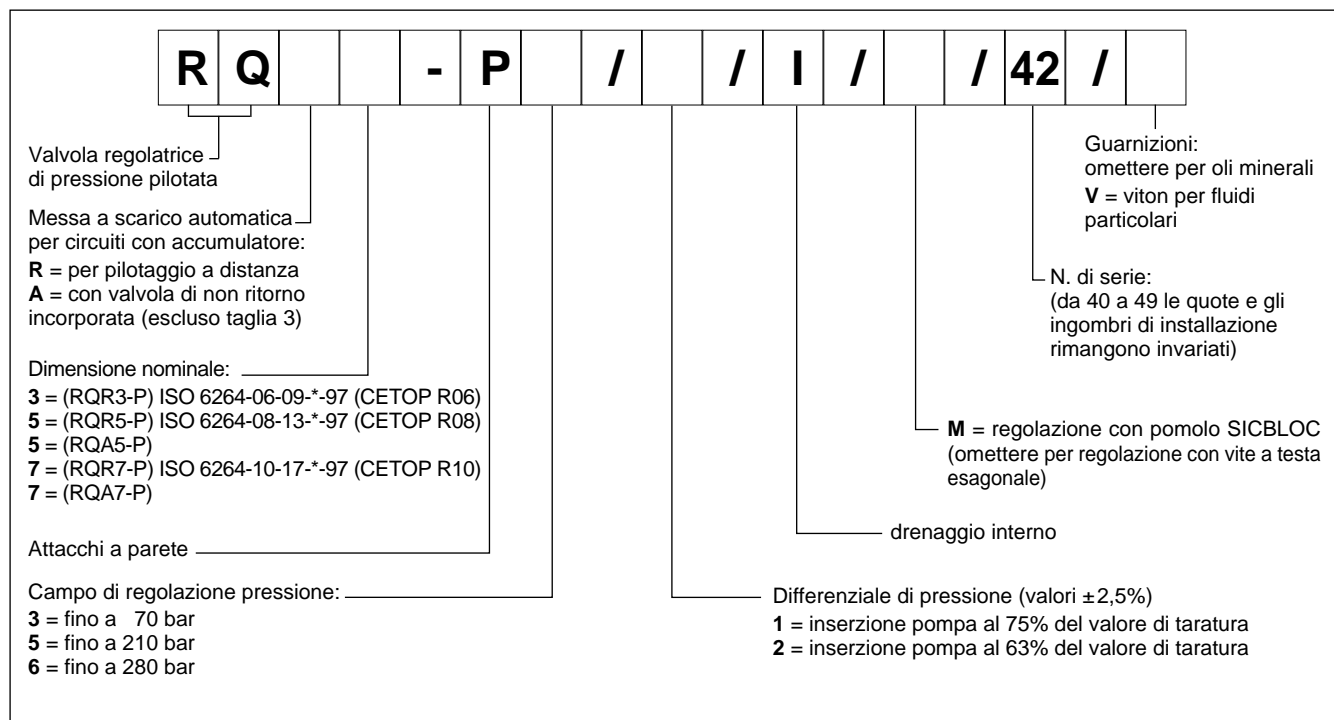 R Q - P / / I / / 42 /
Valvola regolatrice
di pressione pilotata
Messa a scarico automatica
per circuiti con accumulatore:
R = per pilotaggio a distanza
A = con valvola di non ritorno
incorporata (escluso taglia 3)
Dimensione nominale:
3 = (RQR3-P) ISO 6264-06-09-*-97 (CETOP R06)
5 = (RQR5-P) ISO 6264-08-13-*-97 (CETOP R08)
5 = (RQA5-P)
7 = (RQR7-P) ISO 6264-10-17-*-97 (CETOP R10)
7 = (RQA7-P)
Attacchi a parete
Campo di regolazione pressione:
3 = fino a 70 bar
5 = fino a 210 bar
6 = fino a 280 bar
Guarnizioni:
omettere per oli minerali
V = viton per fluidi
particolari
N. di serie:
(da 40 a 49 le quote e gli
ingombri di installazione
rimangono invariati)
M = regolazione con pomolo SICBLOC
(omettere per regolazione con vite a testa
esagonale)
drenaggio interno
Differenziale di pressione (valori ±2,5%)
1 = inserzione pompa al 75% del valore di taratura
2 = inserzione pompa al 63% del valore di taratura